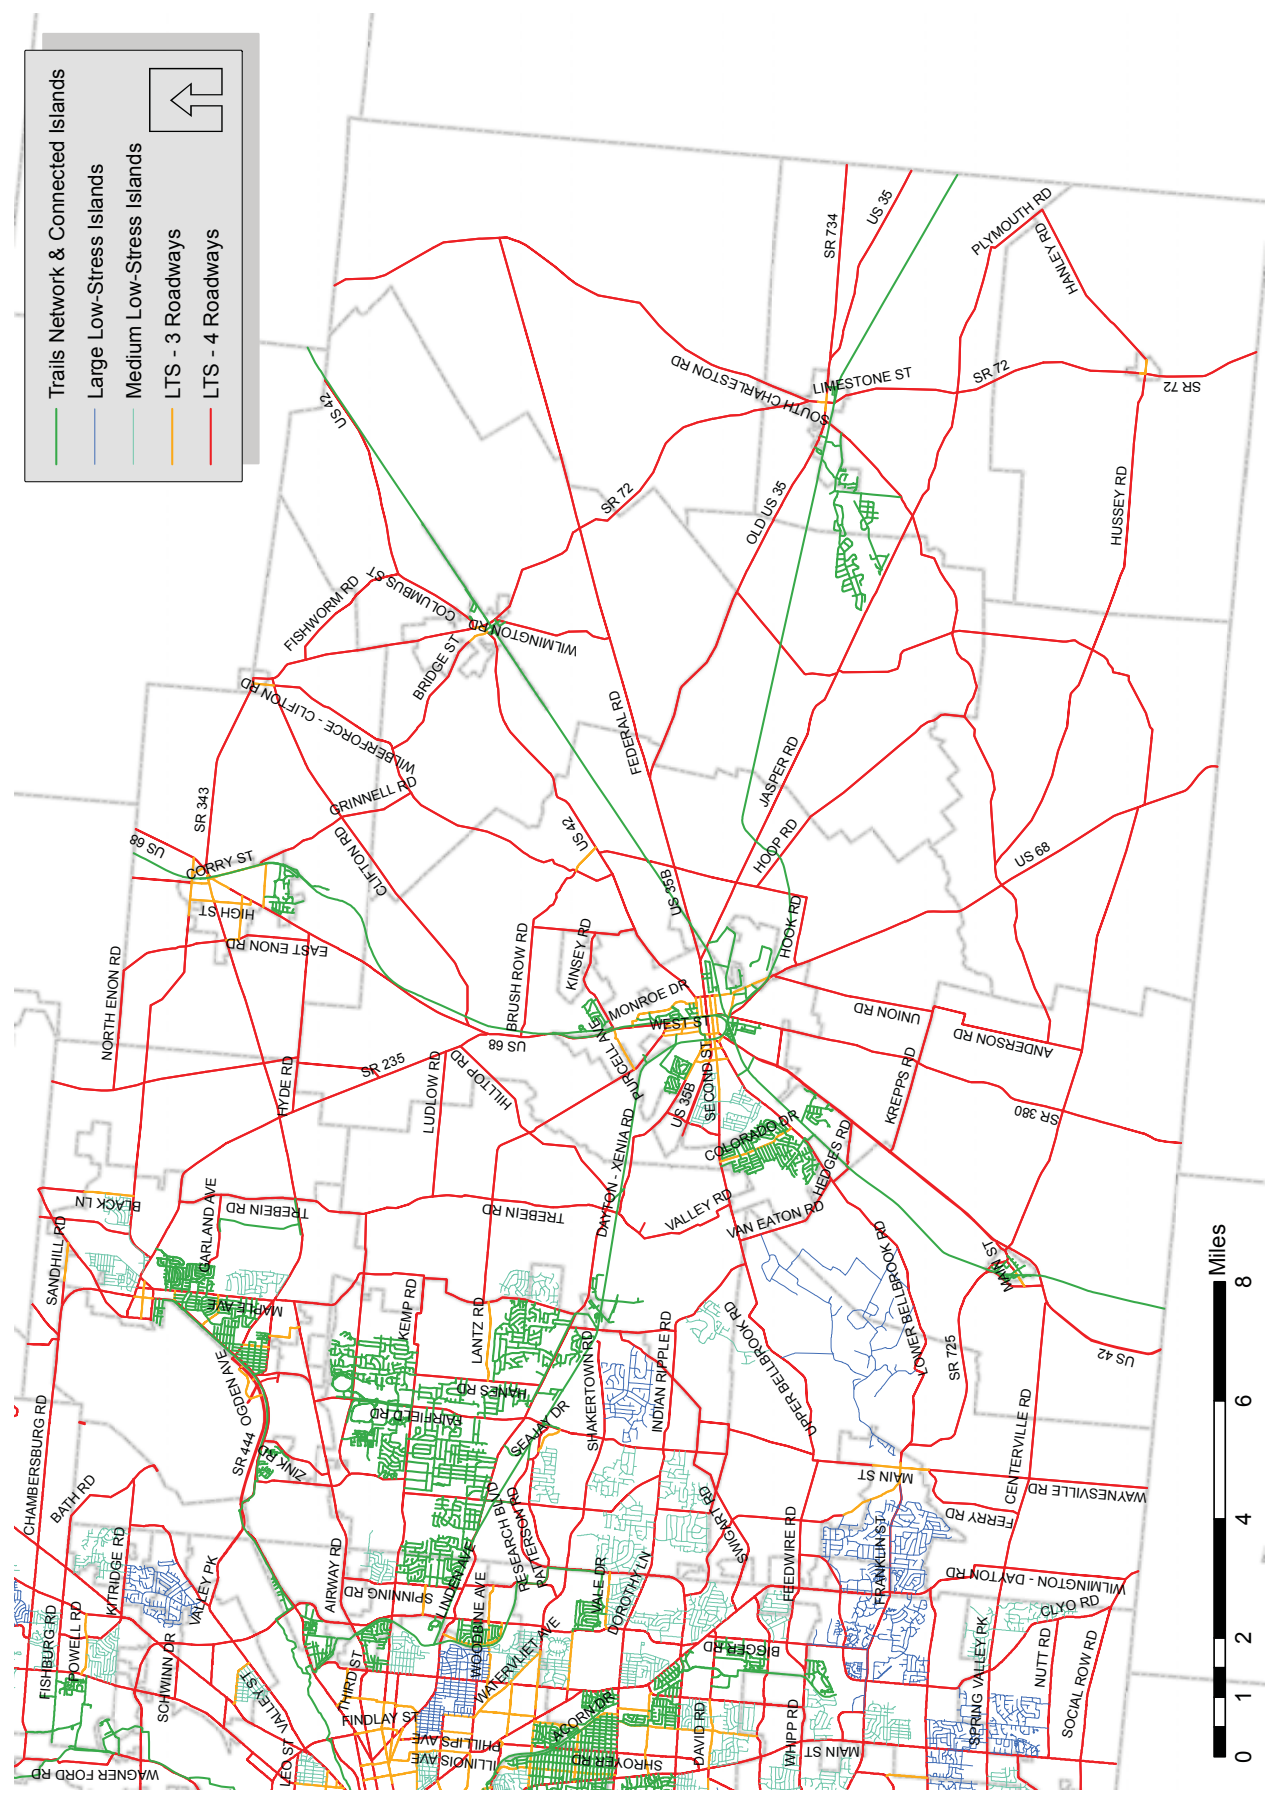 Trails Network & Connected Islands
Large Low-Stress Islands
Medium Low-Stress Islands
LTS - 3 Roadways
LTS - 4 Roadways
PLYMOUTH RD
HANLEY RD
SR 734
US 35
SR 72
SR 72
LIMESTONE ST
SOUTH CHARLESTON RD
US 42
SR 72
OLD US 35
HUSSEY RD
FISHWORM RD
COLUMBUS ST
WILMINGTON RD
BRIDGE ST
WILBERFORCE - CLIFTON RD
FEDERAL RD
JASPER RD
GRINNELL RD
SR 343
US 68
CORRY ST
CLIFTON RD
US 42
HOOP RD
US 68
US 35B
HIGH ST
EAST ENON RD
NORTH ENON RD
BRUSH ROW RD
KINSEY RD
HOOK RD
MONROE DR
WEST ST
UNION RD
ANDERSON RD
US 68
PURCELL AVE
SR 235
HYDE RD
LUDLOW RD
HILLTOP RD
US 35B
SECOND ST
KREPPS RD
SR 380
COLORADO DR
HEDGES RD
DAYTON - XENIA RD
BLACK LN
GARLAND AVE
TREBEIN RD
TREBEIN RD
VALLEY RD
VAN EATON RD
SANDHILL RD
MAIN ST
LOWER BELLBROOK RD
MAPLE AVE
KEMP RD
LANTZ RD
UPPER BELLBROOK RD
SR 725
US 42
OGDEN AVE
HANES RD
SHAKERTOWN RD
INDIAN RIPPLE RD
FAIRFIELD RD
SEAJAY DR
CHAMBERSBURG RD
SR 444
ZINK RD
BATH RD
MAIN ST
CENTERVILLE RD
WAYNESVILLE RD
RESEARCH BLVD
PATTERSON RD
SWIGART RD
FEEDWIRE RD
FERRY RD
KITRIDGE RD
VALLEY PK
AIRWAY RD
SPINNING RD
LINDEN AVE
VALE DR
DOROTHY LN
FRANKLIN ST
WILMINGTON - DAYTON RD
CLYO RD
FISHBURG RD
POWELL RD
SCHWINN DR
WOODBINE AVE
WATERVLIET AVE
BIGGER RD
SPRING VALLEY PK
NUTT RD
SOCIAL ROW RD
VALLEY ST
THIRD ST
FINDLAY ST
PHILLIPS AVE
ILLINOIS AVE
ACORN DR
SHROYER RD
DAVID RD
WHIPP RD
MAIN ST
LEO ST
WAGNER FORD RD
0 1 2 4 6 8 Miles